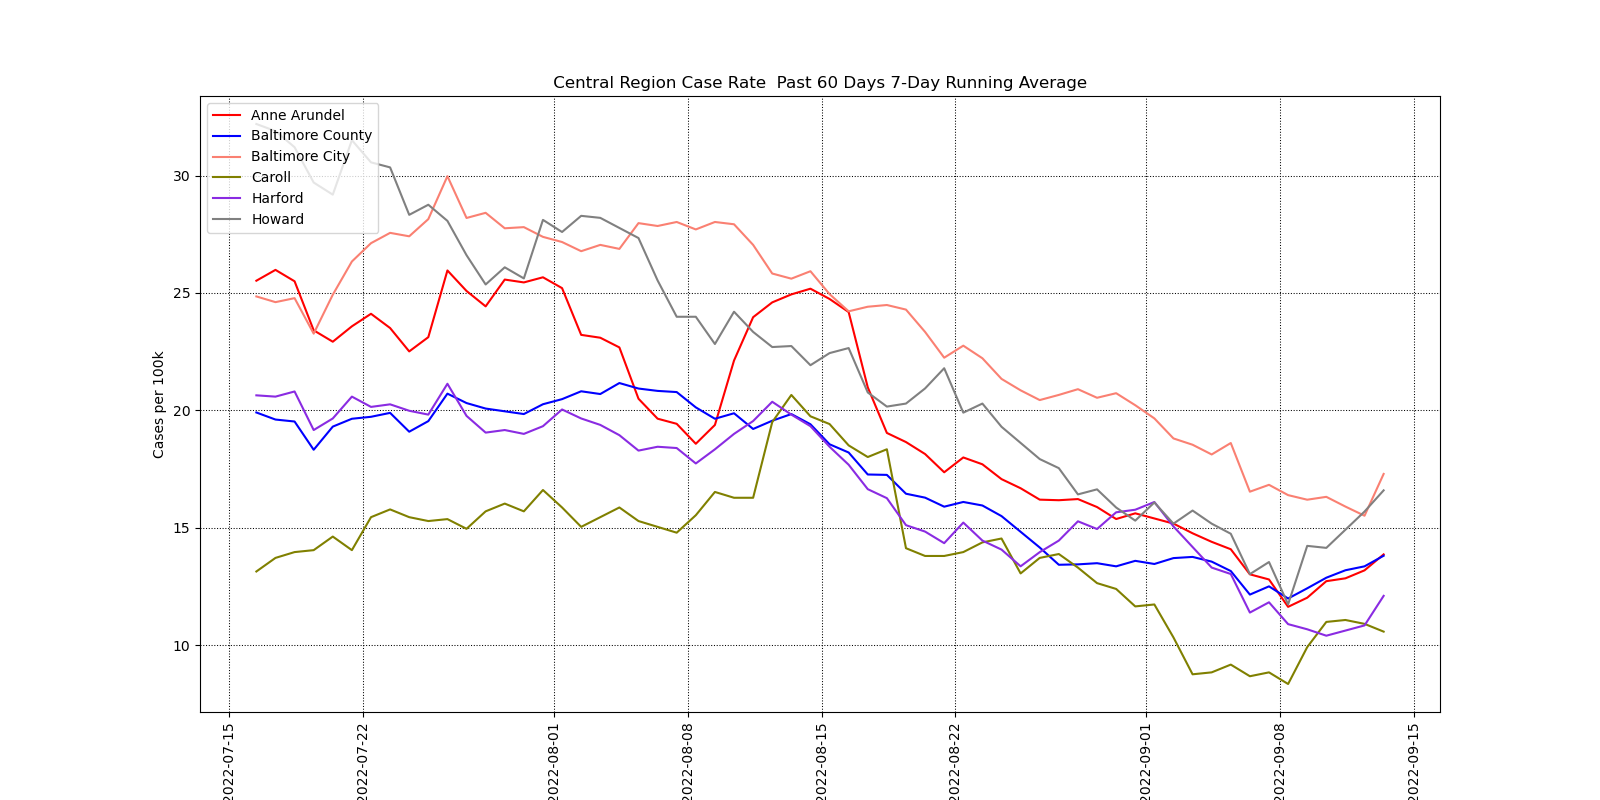 Central Region Case Rate  Past 60 Days 7-Day Running Average
Anne Arundel
Baltimore County
Baltimore City
Caroll
Harford
Howard
30
25
20
15
10
Cases per 100k
2022-07-15
2022-07-22
2022-08-01
2022-08-08
2022-08-15
2022-08-22
2022-09-01
2022-09-08
2022-09-15